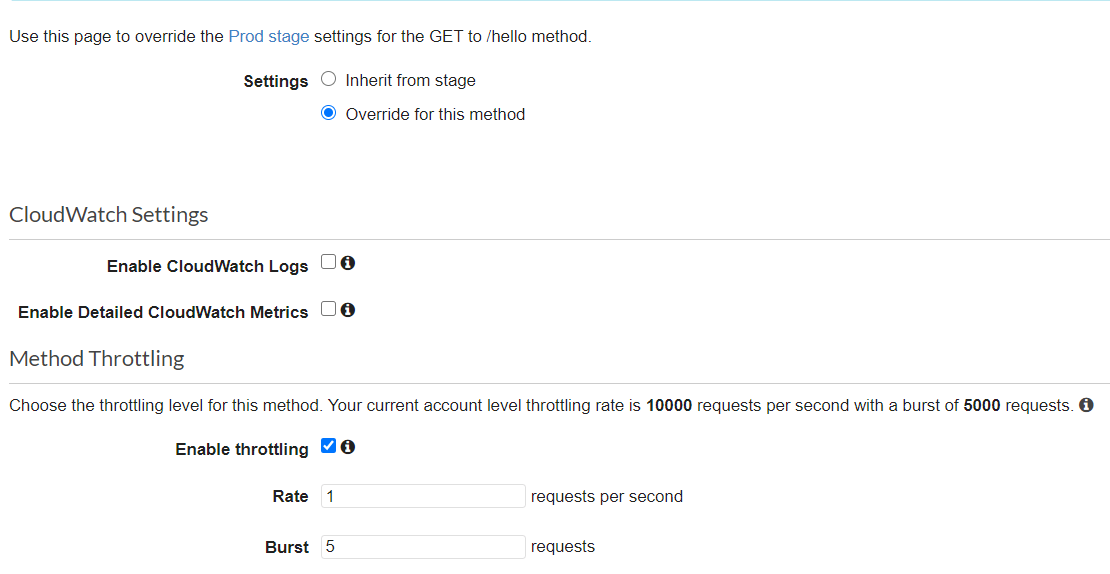 Use this page to override the Prod stage settings for the GET to /hello method.
Settings Inherit from stage
Override for this method
CloudWatch Settings
Enable CloudWatch Logs
Enable Detailed CloudWatch Metrics
Method Throttling
Choose the throttling level for this method. Your current account level throttling rate is 10000 requests per second with a burst of 5000 requests.
Enable throttling
Rate 1 requests per second
Burst 5 requests